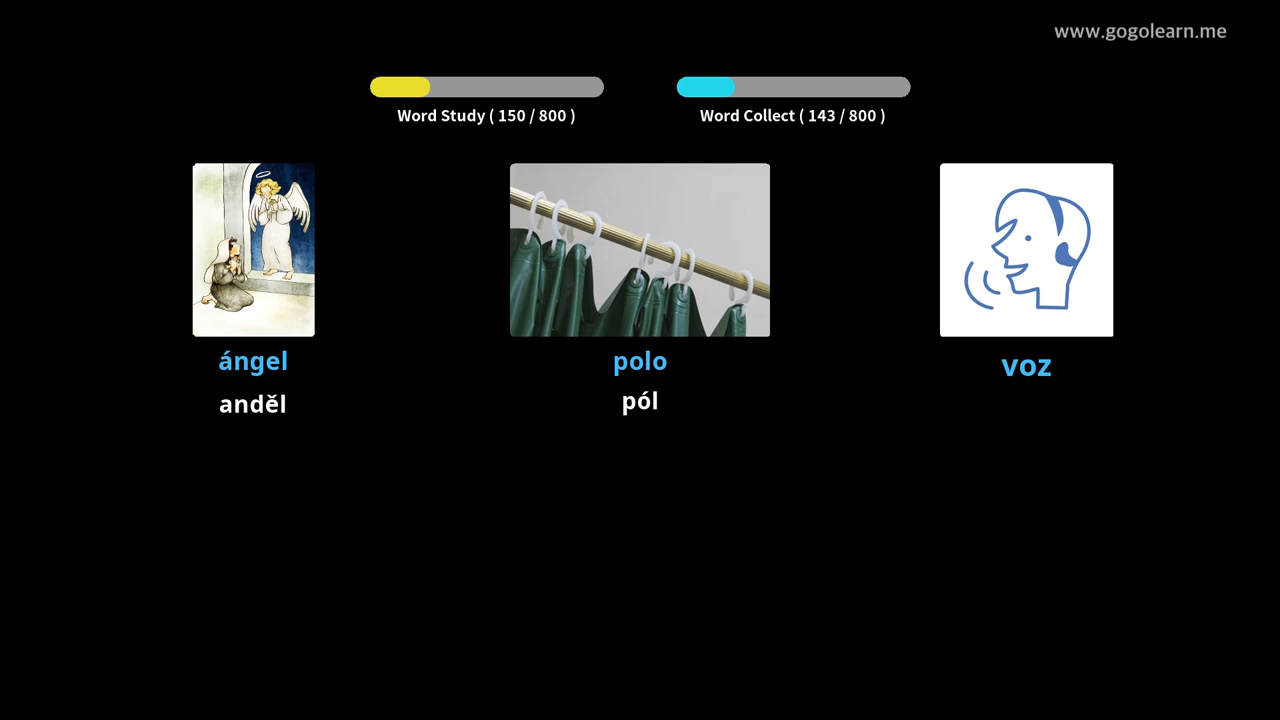 www.gogolearn.me
Word Study ( 150 / 800 )
Word Collect ( 143 / 800 )
ángel
polo
voz
anděl
pól